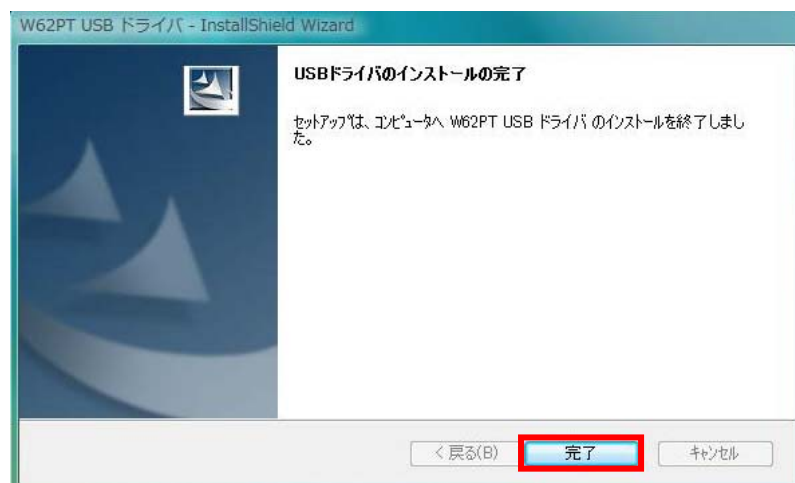 W62PT USB ドライバ - InstallShield Wizard
USBドライバのインストールの完了
セットアップは、コンピュータへ W62PT USB ドライバ のインストールを終了しまし
た。
< 戻る(B)
完了
キャンセル